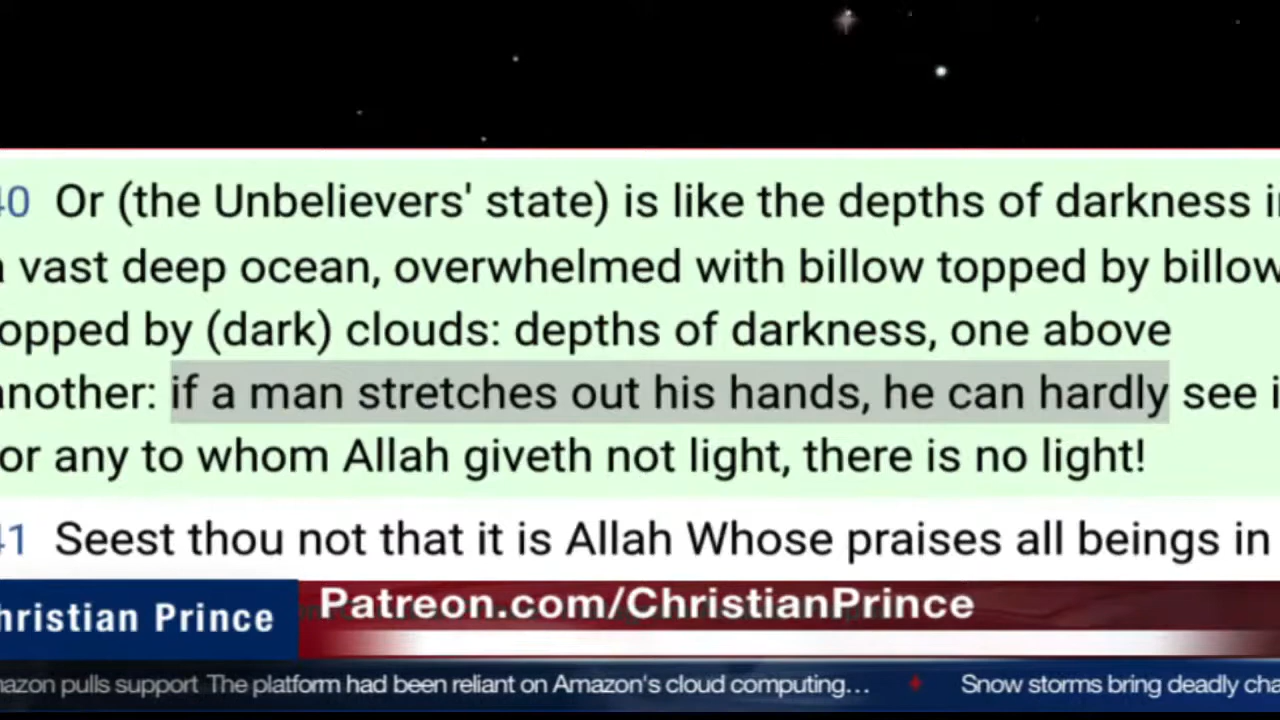 40 Or (the Unbelievers' state) is like the depths of darkness
vast deep ocean, overwhelmed with billow topped by billow
opped by (dark) clouds: depths of darkness, one above
another: if a man stretches out his hands, he can hardly see
or any to whom Allah giveth not light, there is no light!
41 Seest thou not that it is Allah Whose praises all beings in
hristian Prince
Patreon.com/ChristianPrince
mazon pulls support The platform had been reliant on Amazon's cloud computing... ♦ Snow storms bring deadly cha